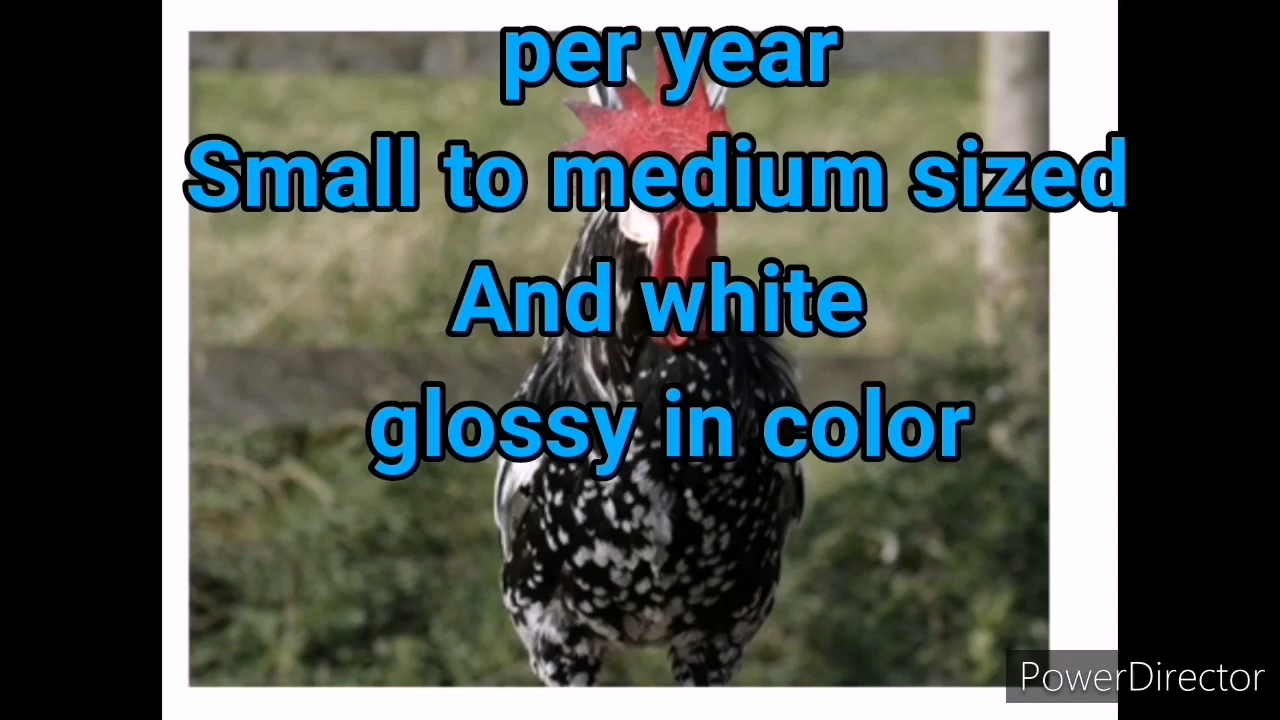 per year
Small to medium sized
And white
glossy in color
PowerDirector